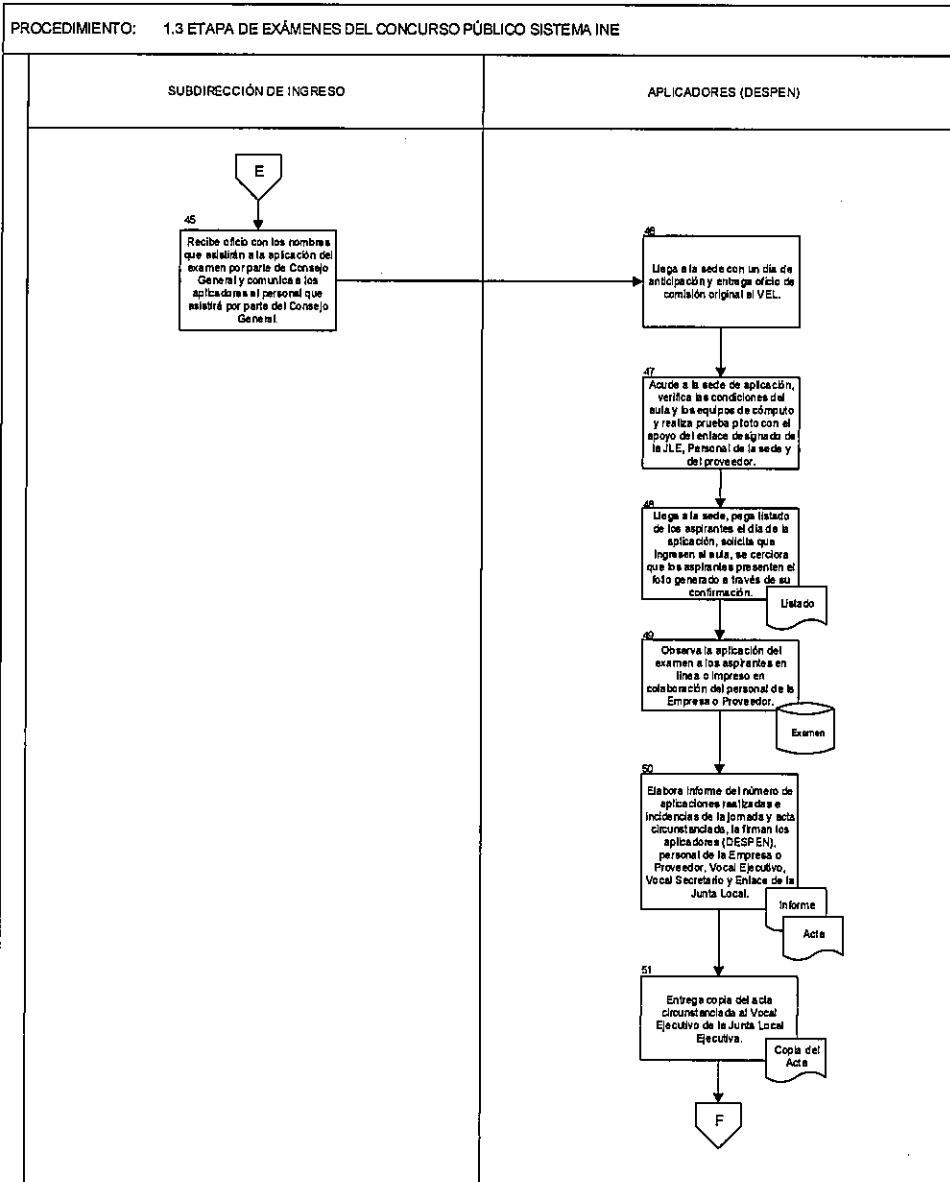 PROCEDIMIENTO: 1.3 ETAPA DE EXÁMENES DEL CONCURSO PÚBLICO SISTEMA INE
SUBDIRECCIÓN DE INGRESO
APLICADORES (DESPEN)
E
45
Recibe oficio con los nombres
que asistirán a la aplicación del
examen por parte de Consejo
General y comunica a los
aplicadores al personal que
asistirá por parte del Consejo
General.
46
Llega a la sede con un día de
anticipación y entrega oficio de
comisión original al VEL.
47
Acude a la sede de aplicación,
verifica las condiciones del
aula y los equipos de cómputo
y realiza prueba piloto con el
apoyo del enlace designado de
la JLE, Personal de la sede y
del proveedor.
48
Llega a la sede, pega listado
de los aspirantes el día de la
aplicación, solicita que
ingresen al aula, se cerciora
que los aspirantes presenten el
folio generado a través de su
confirmación.
Listado
49
Observa la aplicación del
examen a los aspirantes en
línea o impreso en
colaboración del personal de la
Empresa o Proveedor.
Examen
50
Elabora informe del número de
aplicaciones realizadas e
incidencias de la jornada y acta
circunstanciada, la firman los
aplicadores (DESPEN),
personal de la Empresa o
Proveedor, Vocal Ejecutivo,
Vocal Secretario y Enlace de la
Junta Local.
Informe
Acta
51
Entrega copia del acta
circunstanciada al Vocal
Ejecutivo de la Junta Local
Ejecutiva.
Copia del
Acta
F